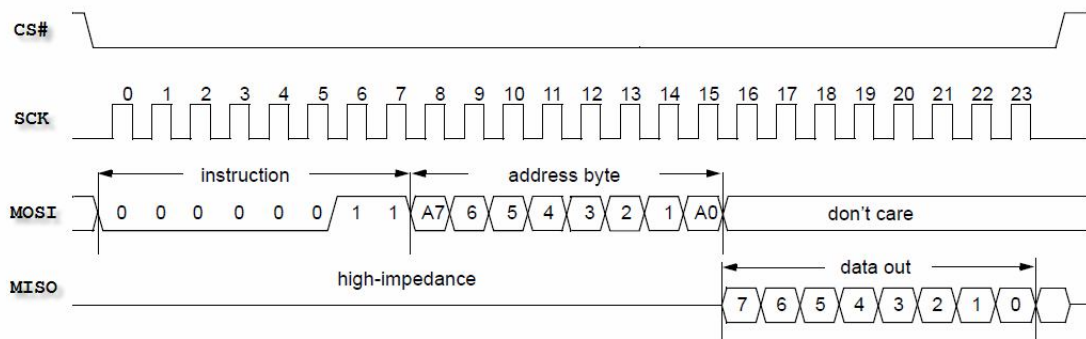 CS#
0 1 2 3 4 5 6 7 8 9 10 11 12 13 14 15 16 17 18 19 20 21 22 23
SCK
instruction address byte
MOSI 0 0 0 0 0 0 1 1 A7 6 5 4 3 2 1 A0 don't care
high-impedance data out
MISO 7 6 5 4 3 2 1 0